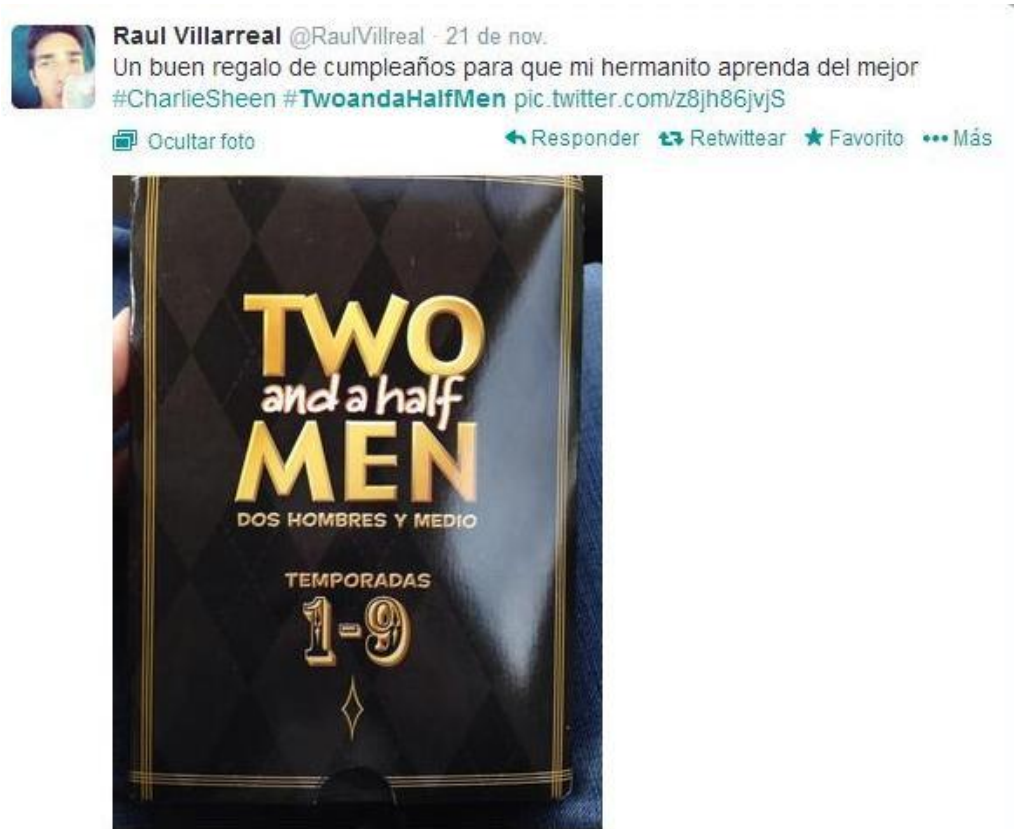 Raul Villarreal @RaulVillreal · 21 de nov.
Un buen regalo de cumpleaños para que mi hermanito aprenda del mejor
#CharlieSheen #TwoandaHalfMen pic.twitter.com/z8jh86jvjS
Ocultar foto Responder Retwittear Favorito Más
TWO
and a half
MEN
DOS HOMBRES Y MEDIO
TEMPORADAS
1-9